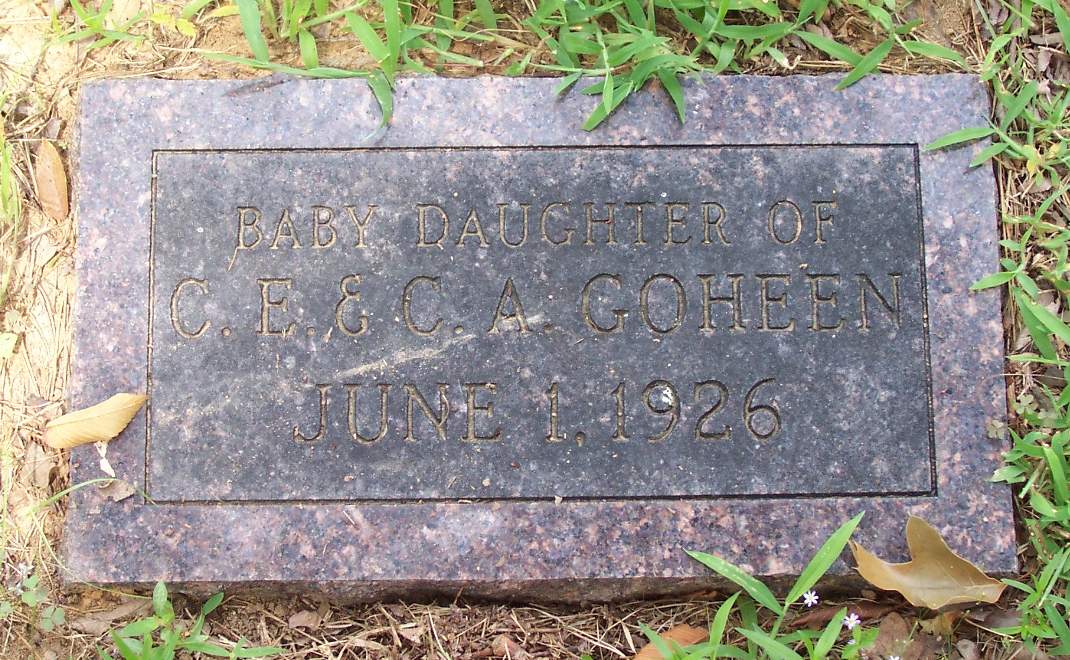 BABY DAUGHTER OF
C. E. & C. A. GOHEEN
JUNE 1, 1926